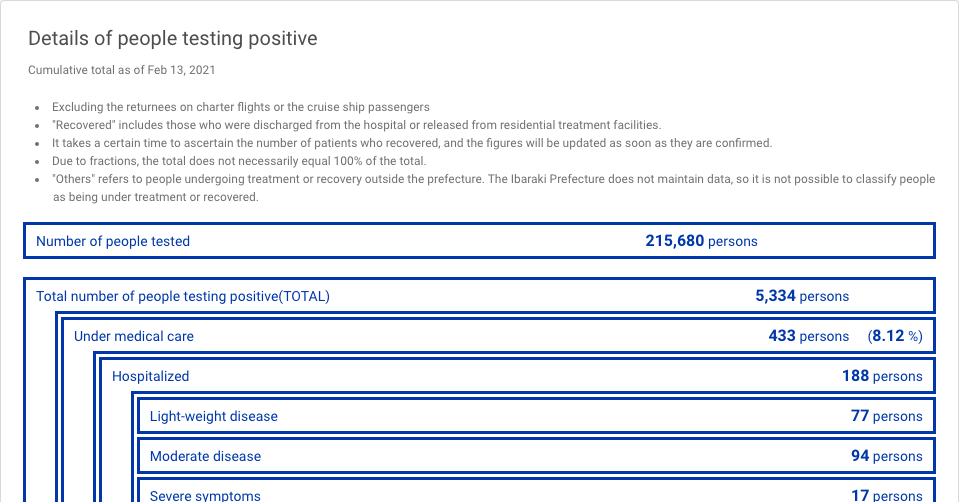 Details of people testing positive
Cumulative total as of Feb 13, 2021
• Excluding the returnees on charter flights or the cruise ship passengers
• "Recovered" includes those who were discharged from the hospital or released from residential treatment facilities.
• It takes a certain time to ascertain the number of patients who recovered, and the figures will be updated as soon as they are confirmed.
• Due to fractions, the total does not necessarily equal 100% of the total.
• "Others" refers to people undergoing treatment or recovery outside the prefecture. The Ibaraki Prefecture does not maintain data, so it is not possible to classify people
as being under treatment or recovered.
Number of people tested 215,680 persons
Total number of people testing positive(TOTAL) 5,334 persons
Under medical care 433 persons (8.12 %)
Hospitalized 188 persons
Light-weight disease 77 persons
Moderate disease 94 persons
Severe symptoms 17 persons